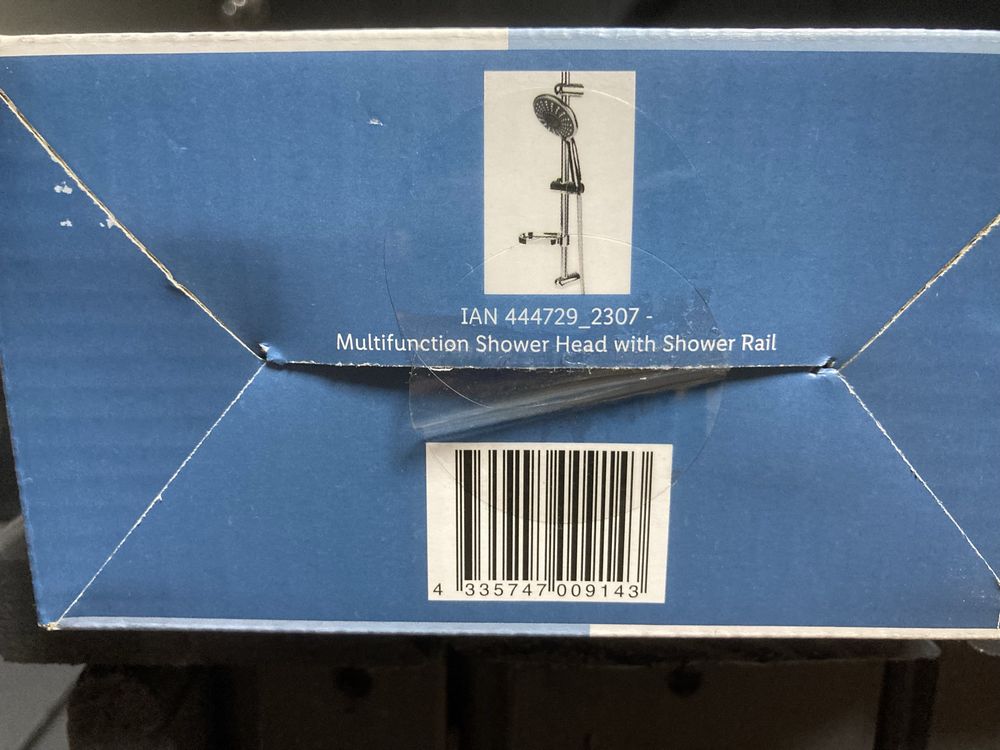 IAN 444729_2307 -
Multifunction Shower Head with Shower Rail
4 335747 009143